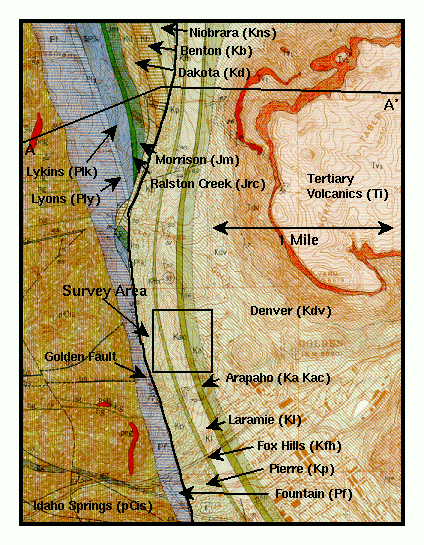 Niobrara (Kns)
Benton (Kb)
Dakota (Kd)
A'
A
Morrison (Jm)
Lykins (Plk)
Ralston Creek (Jrc)
Lyons (Ply)
Tertiary
Volcanics (Ti)
1 Mile
Survey Area
Denver (Kdv)
GOLDEN
Golden Fault
Arapaho (Ka Kac)
Laramie (Kl)
Fox Hills (Kfh)
Pierre (Kp)
Fountain (Pf)
Idaho Springs (pCis)